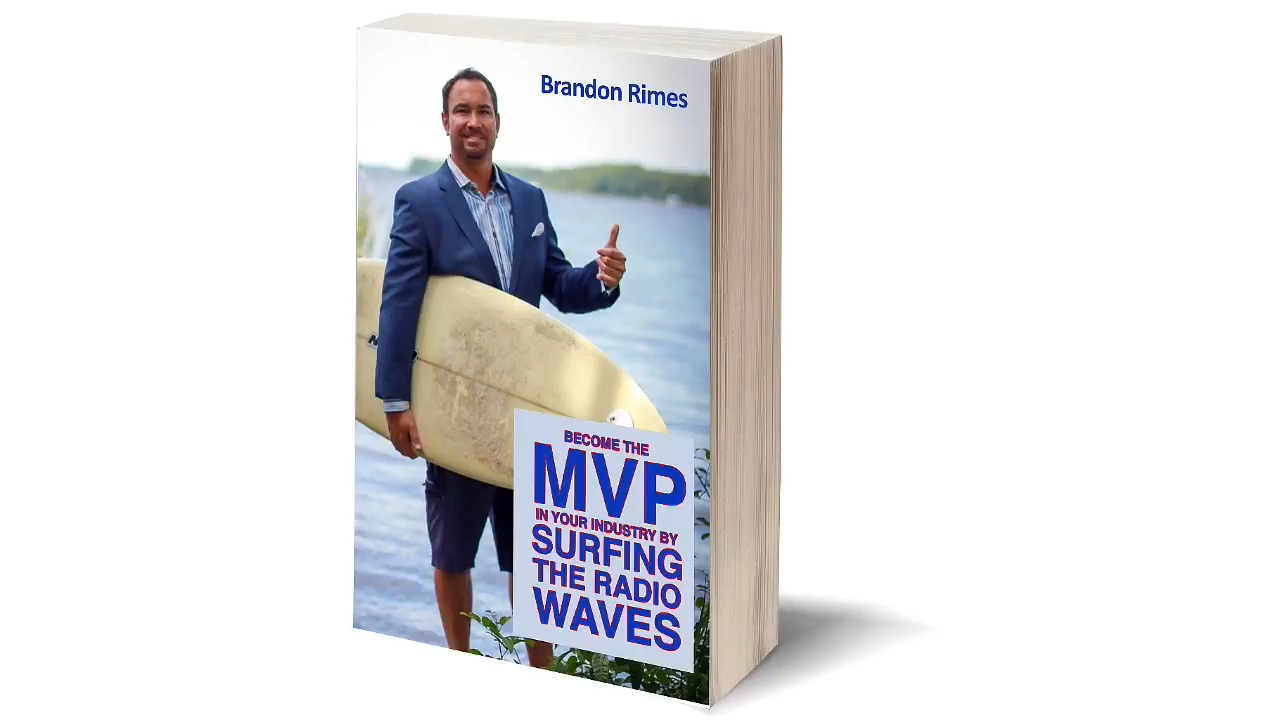 Brandon Rimes
BECOME THE
MVP
IN YOUR INDUSTRY BY
SURFING
THE RADIO
WAVES